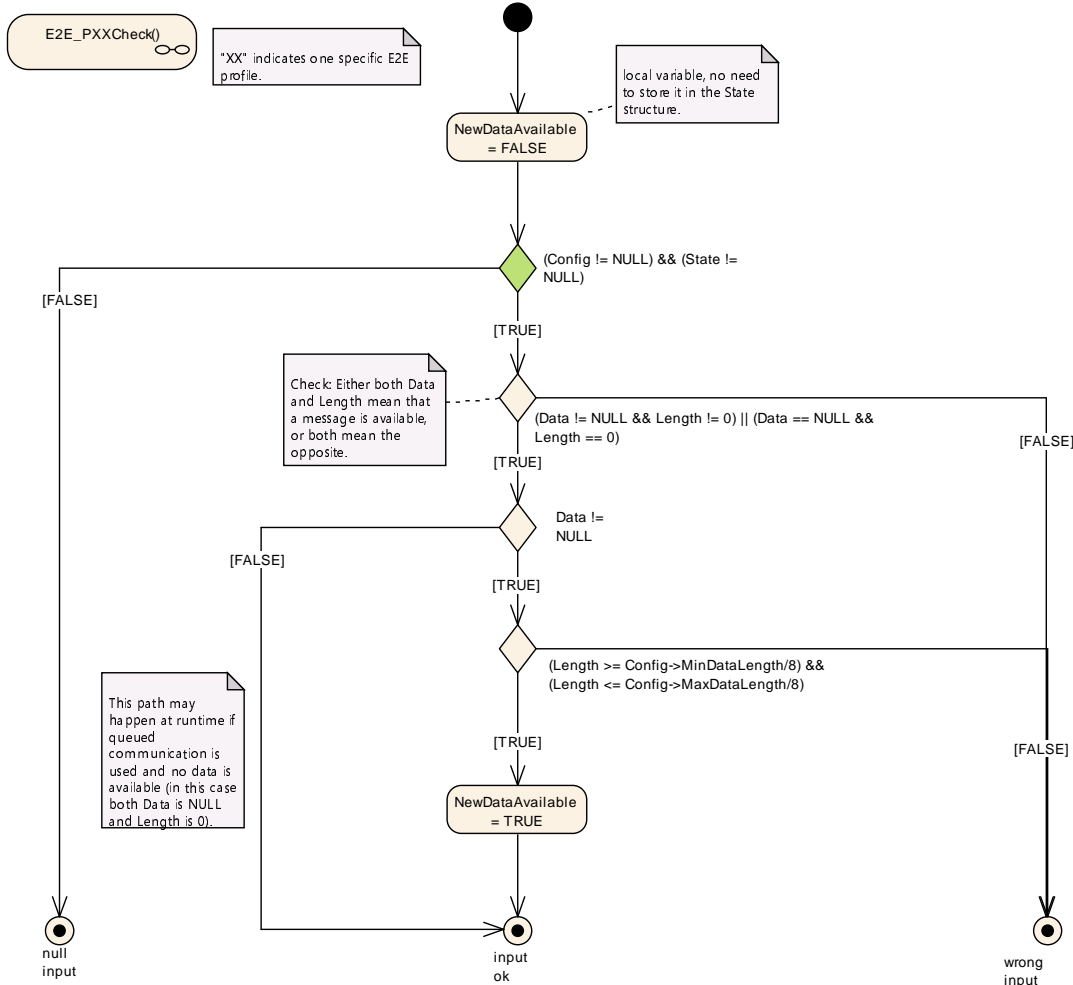 E2E_PXXCheck()
"XX" indicates one specific E2E
profile.
local variable, no need
to store it in the State
structure.
NewDataAvailable
= FALSE
(Config != NULL) && (State !=
NULL)
[FALSE]
[TRUE]
Check: Either both Data
and Length mean that
a message is available,
or both mean the
opposite.
(Data != NULL && Length != 0) || (Data == NULL &&
Length == 0)
[FALSE]
[TRUE]
Data !=
NULL
[FALSE]
[TRUE]
(Length >= Config->MinDataLength/8) &&
(Length <= Config->MaxDataLength/8)
This path may
happen at runtime if
queued
communication is
used and no data is
available (in this case
both Data is NULL
and Length is 0).
[TRUE]
[FALSE]
NewDataAvailable
= TRUE
null
input
input
ok
wrong
input